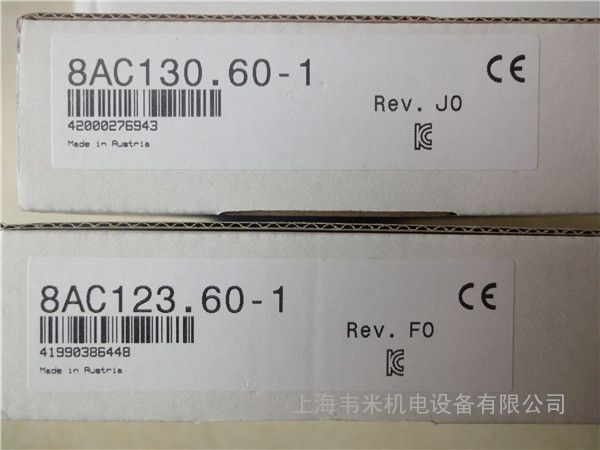 8AC130.60-1
CE
Rev. J0
42000276943
Made in Austria
8AC123.60-1
CE
Rev. F0
41990386448
Made in Austria
上海韦米机电设备有限公司